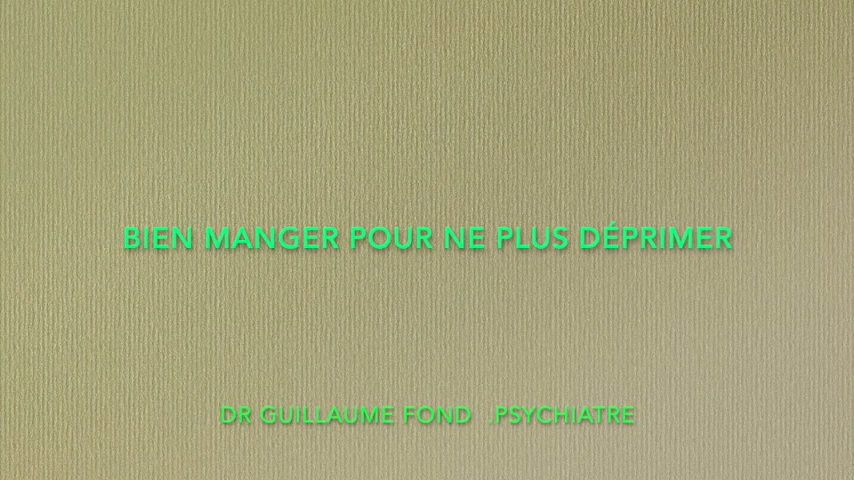 BIEN MANGER POUR NE PLUS DÉPRIMER
DR GUILLAUME FOND .PSYCHIATRE